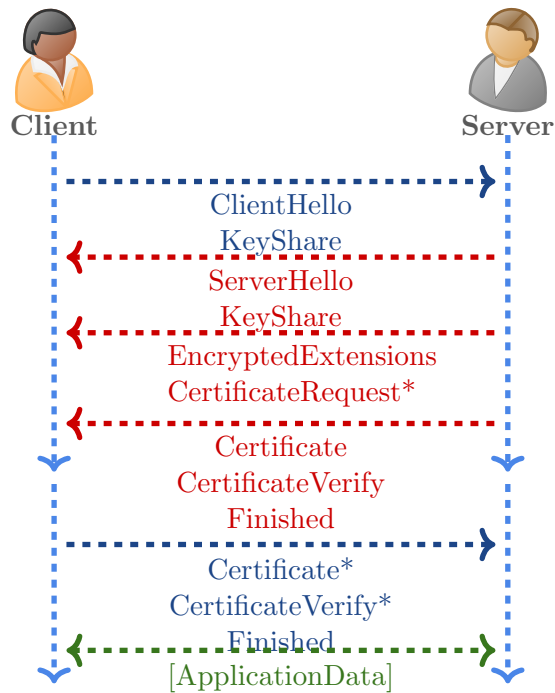 Client
Server
ClientHello
KeyShare
ServerHello
KeyShare
EncryptedExtensions
CertificateRequest*
Certificate
CertificateVerify
Finished
Certificate*
CertificateVerify*
Finished
[ApplicationData]